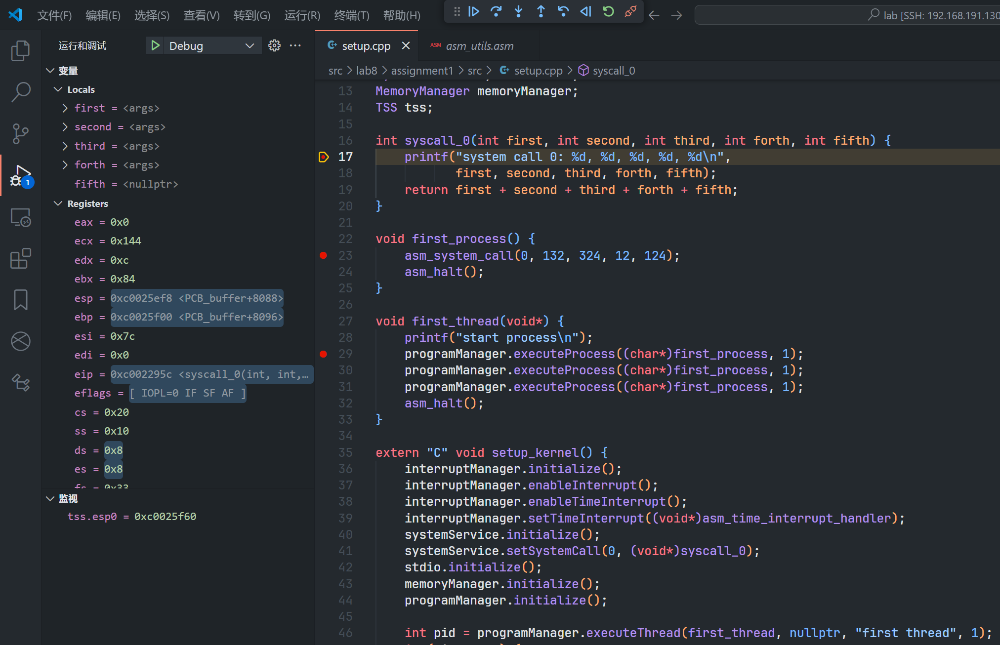 文件(F) 编辑(E) 选择(S) 查看(V) 转到(G) 运行(R) 终端(T) 帮助(H) lab [SSH: 192.168.191.130
运行和调试 Debug
变量
Locals
first = <args>
second = <args>
third = <args>
forth = <args>
fifth = <nullptr>
Registers
eax = 0x0
ecx = 0x144
edx = 0xc
ebx = 0x84
esp = 0xc0025ef8 <PCB_buffer+8088>
ebp = 0xc0025f00 <PCB_buffer+8096>
esi = 0x7c
edi = 0x0
eip = 0xc002295c <syscall_0(int, int,…
eflags = [ IOPL=0 IF SF AF ]
cs = 0x20
ss = 0x10
ds = 0x8
es = 0x8
fs = 0x33
监视
tss.esp0 = 0xc0025f60
1
setup.cpp ASM asm_utils.asm
src > lab8 > assignment1 > src > setup.cpp > syscall_0
13 MemoryManager memoryManager;
14 TSS tss;
15
16 int syscall_0(int first, int second, int third, int forth, int fifth) {
17 printf("system call 0: %d, %d, %d, %d, %d\n",
18 first, second, third, forth, fifth);
19 return first + second + third + forth + fifth;
20 }
21
22 void first_process() {
23 asm_system_call(0, 132, 324, 12, 124);
24 asm_halt();
25 }
26
27 void first_thread(void*) {
28 printf("start process\n");
29 programManager.executeProcess((char*)first_process, 1);
30 programManager.executeProcess((char*)first_process, 1);
31 programManager.executeProcess((char*)first_process, 1);
32 asm_halt();
33 }
34
35 extern "C" void setup_kernel() {
36 interruptManager.initialize();
37 interruptManager.enableInterrupt();
38 interruptManager.enableTimeInterrupt();
39 interruptManager.setTimeInterrupt((void*)asm_time_interrupt_handler);
40 systemService.initialize();
41 systemService.setSystemCall(0, (void*)syscall_0);
42 stdio.initialize();
43 memoryManager.initialize();
44 programManager.initialize();
45
46 int pid = programManager.executeThread(first_thread, nullptr, "first thread", 1);